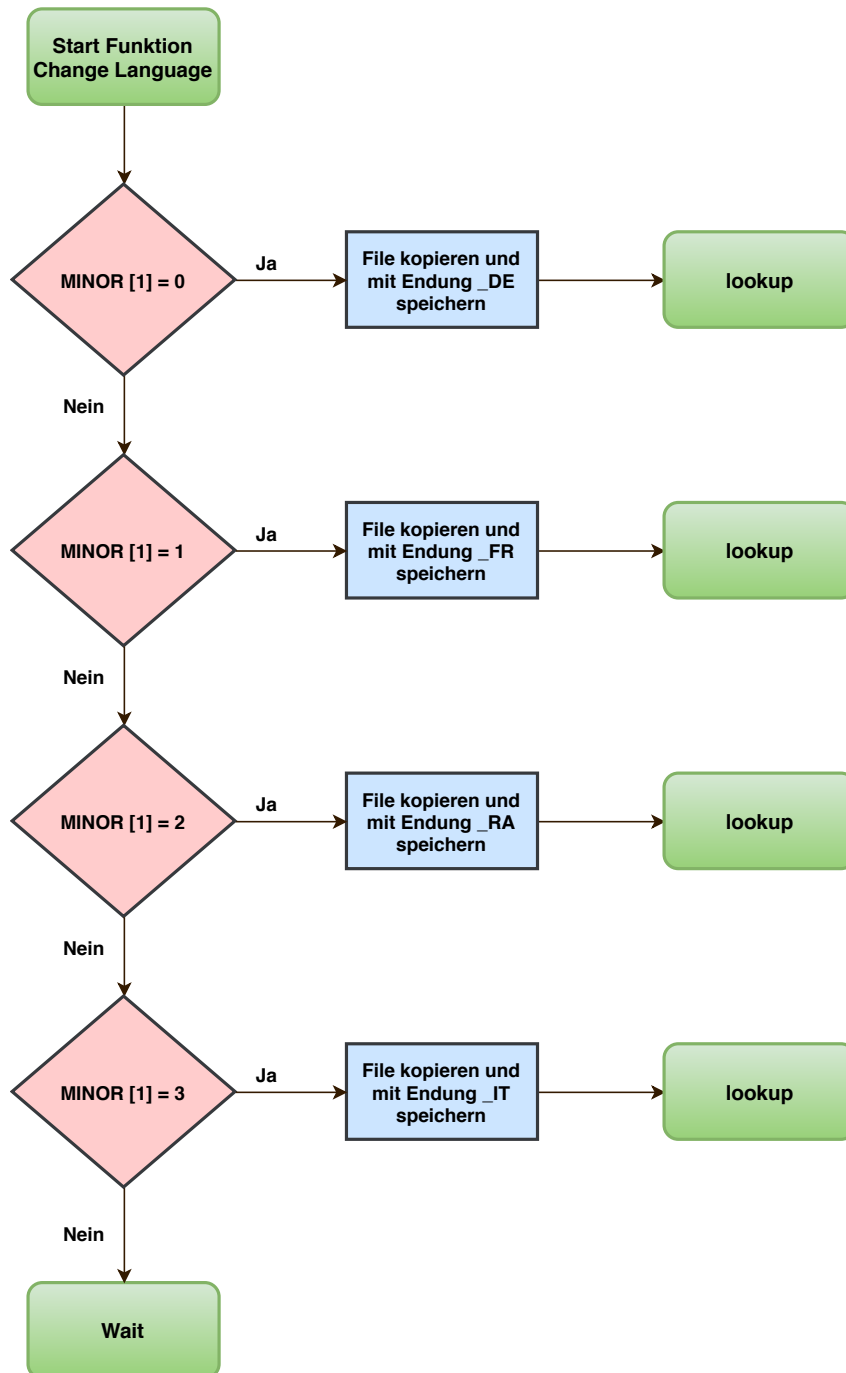 Start Funktion
Change Language
MINOR [1] = 0
Ja
File kopieren und
mit Endung _DE
speichern
lookup
Nein
MINOR [1] = 1
Ja
File kopieren und
mit Endung _FR
speichern
lookup
Nein
MINOR [1] = 2
Ja
File kopieren und
mit Endung _RA
speichern
lookup
Nein
MINOR [1] = 3
Ja
File kopieren und
mit Endung _IT
speichern
lookup
Nein
Wait